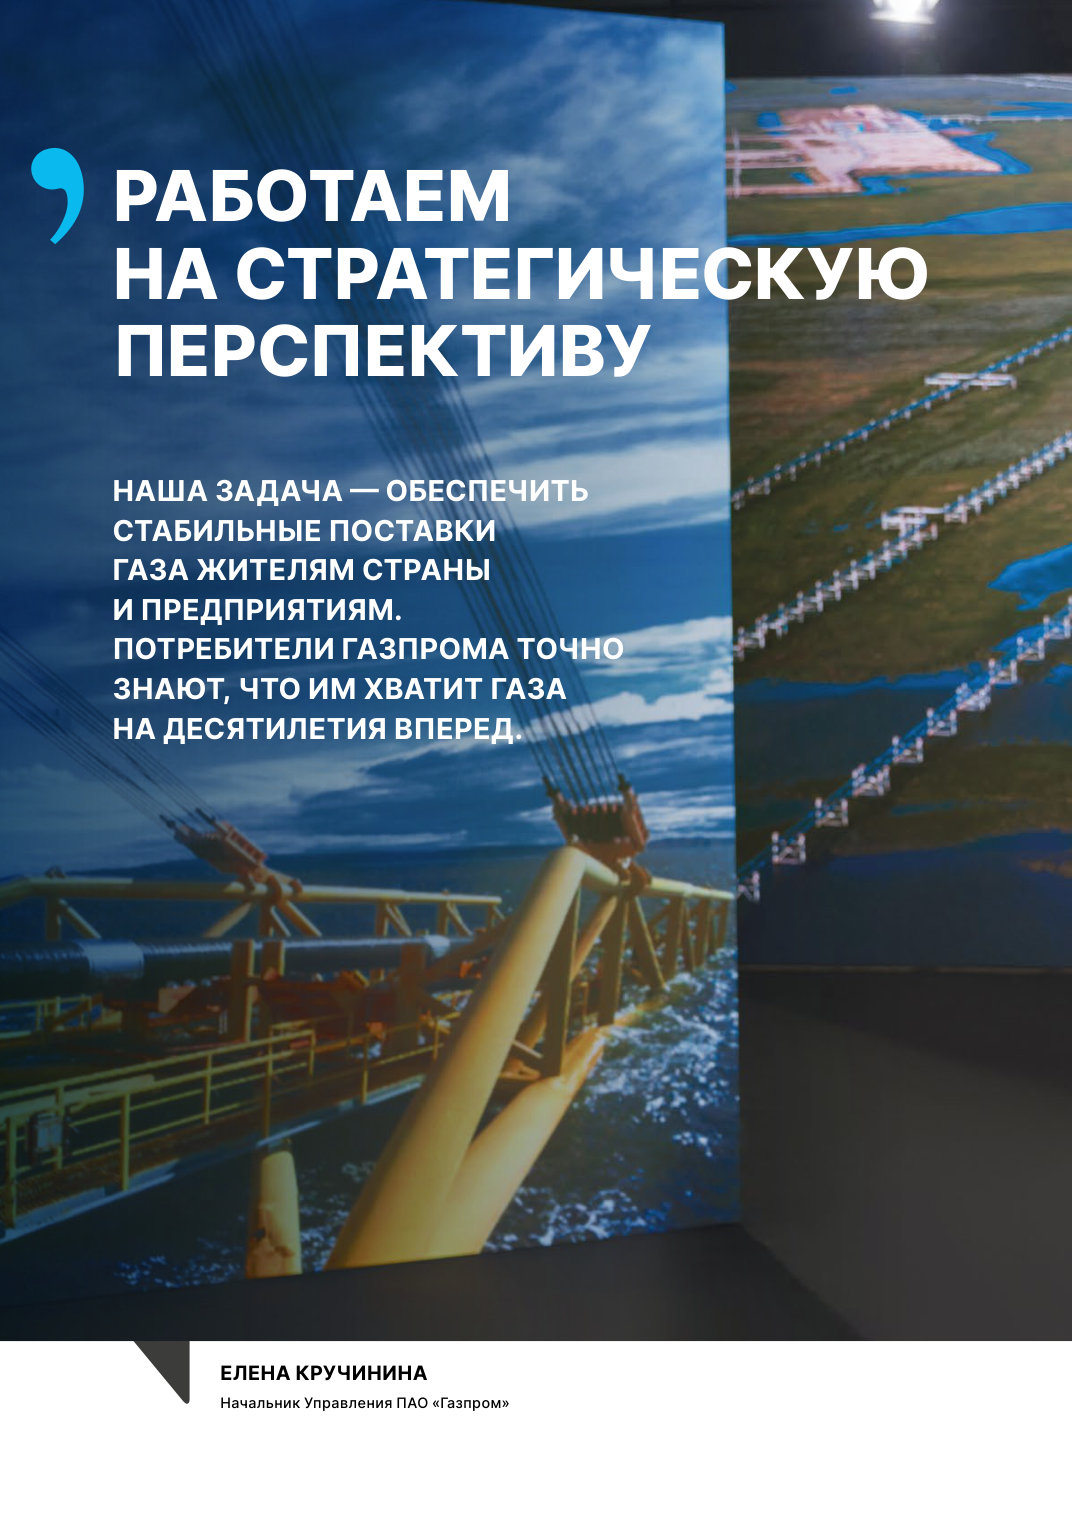 РАБОТАЕМ
НА СТРАТЕГИЧЕСКУЮ
ПЕРСПЕКТИВУ
НАША ЗАДАЧА — ОБЕСПЕЧИТЬ
СТАБИЛЬНЫЕ ПОСТАВКИ
ГАЗА ЖИТЕЛЯМ СТРАНЫ
И ПРЕДПРИЯТИЯМ.
ПОТРЕБИТЕЛИ ГАЗПРОМА ТОЧНО
ЗНАЮТ, ЧТО ИМ ХВАТИТ ГАЗА
НА ДЕСЯТИЛЕТИЯ ВПЕРЕД.
ЕЛЕНА КРУЧИНИНА
Начальник Управления ПАО «Газпром»